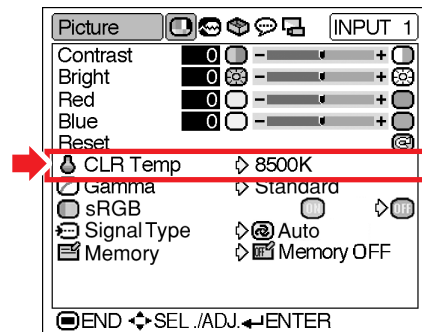 Picture INPUT 1
Contrast 0 - +
Bright 0 - +
Red 0 - +
Blue 0 - +
Reset
CLR Temp 8500K
Gamma Standard
sRGB ON OFF
Signal Type Auto
Memory OFF Memory OFF
END SEL./ADJ. ENTER